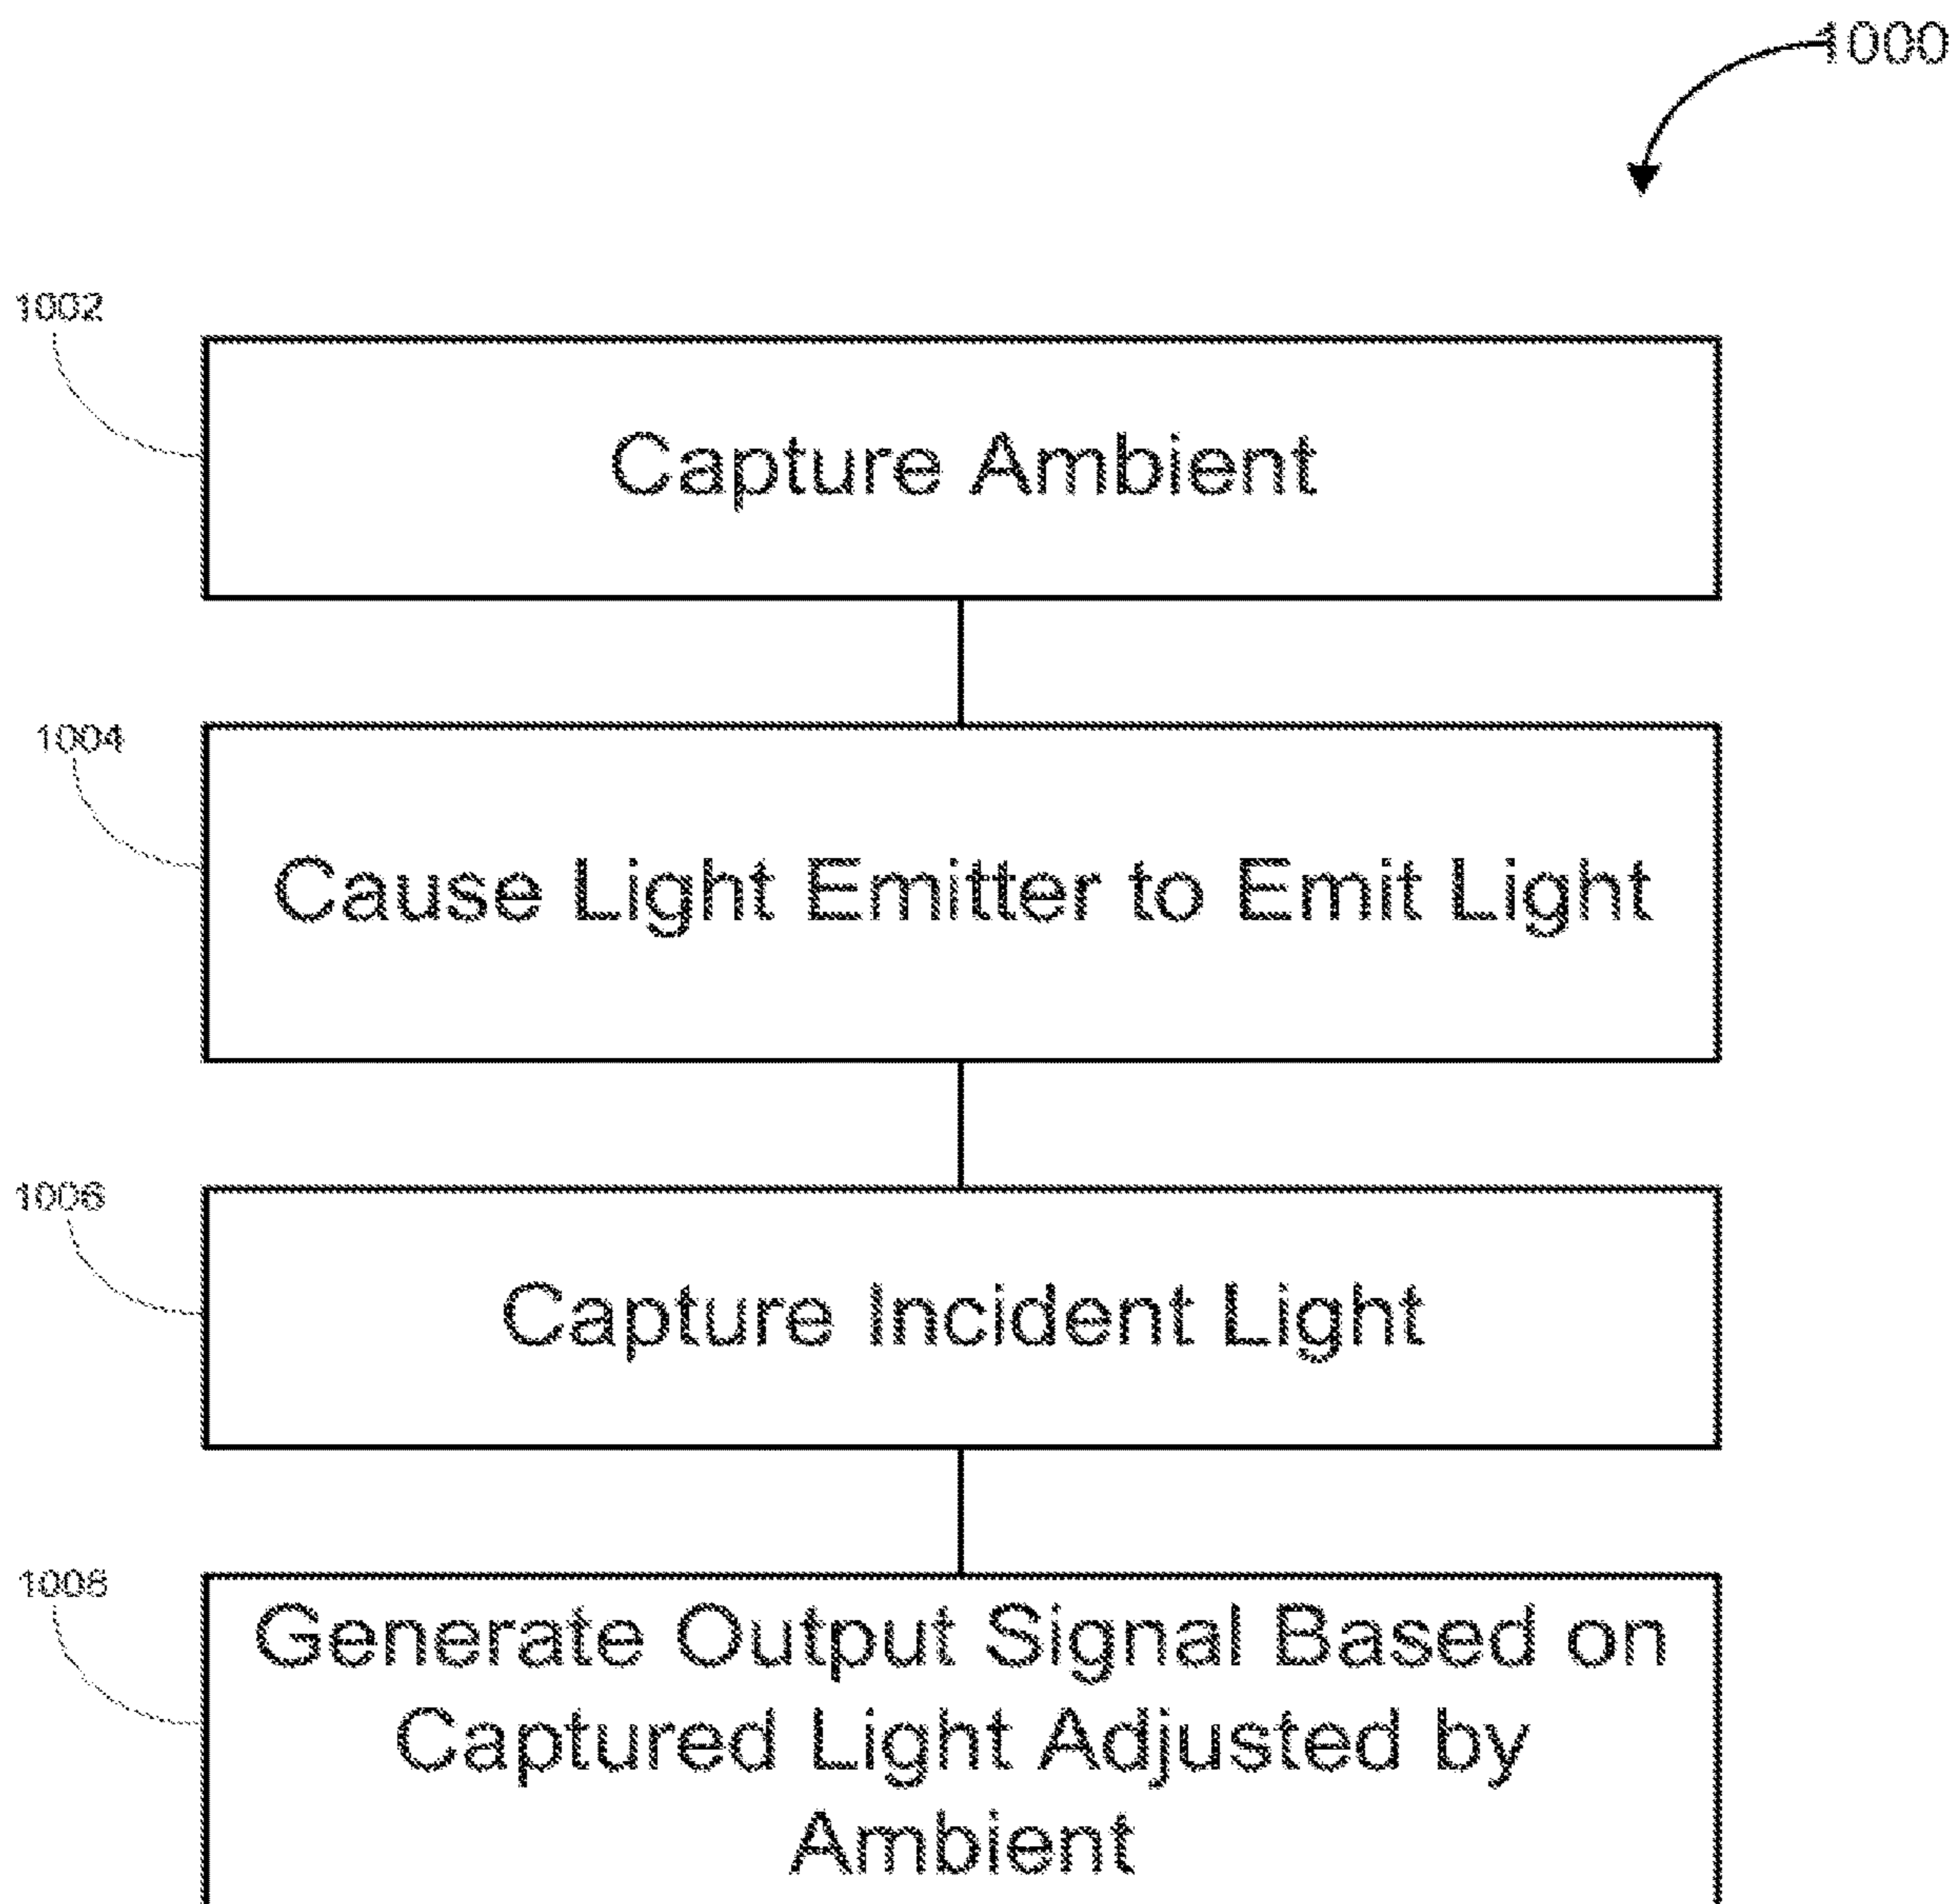 1000
1002
Capture Ambient
1004
Cause Light Emitter to Emit Light
1006
Capture Incident Light
1008
Generate Output Signal Based on
Captured Light Adjusted by
Ambient